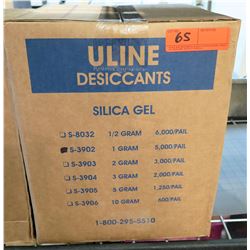 65
ULINE
DESICCANTS
SILICA GEL
S-8032 1/2 GRAM 6,000/PAIL
S-3902 1 GRAM 5,000/PAIL
S-3903 2 GRAM 3,000/PAIL
S-3904 3 GRAM 2,000/PAIL
S-3905 5 GRAM 1,250/PAIL
S-3906 10 GRAM 600/PAIL
1-800-295-5510